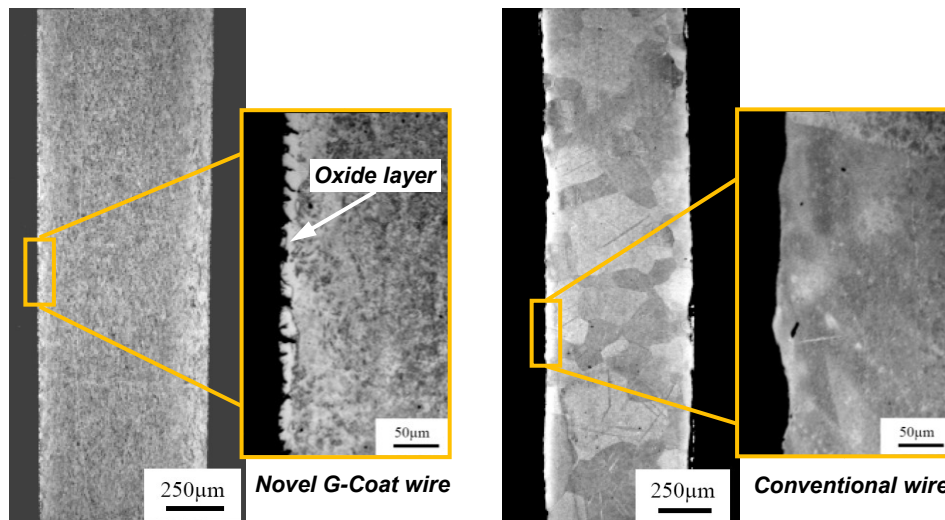 Oxide layer
50µm
250µm
Novel G-Coat wire
50µm
250µm
Conventional wire